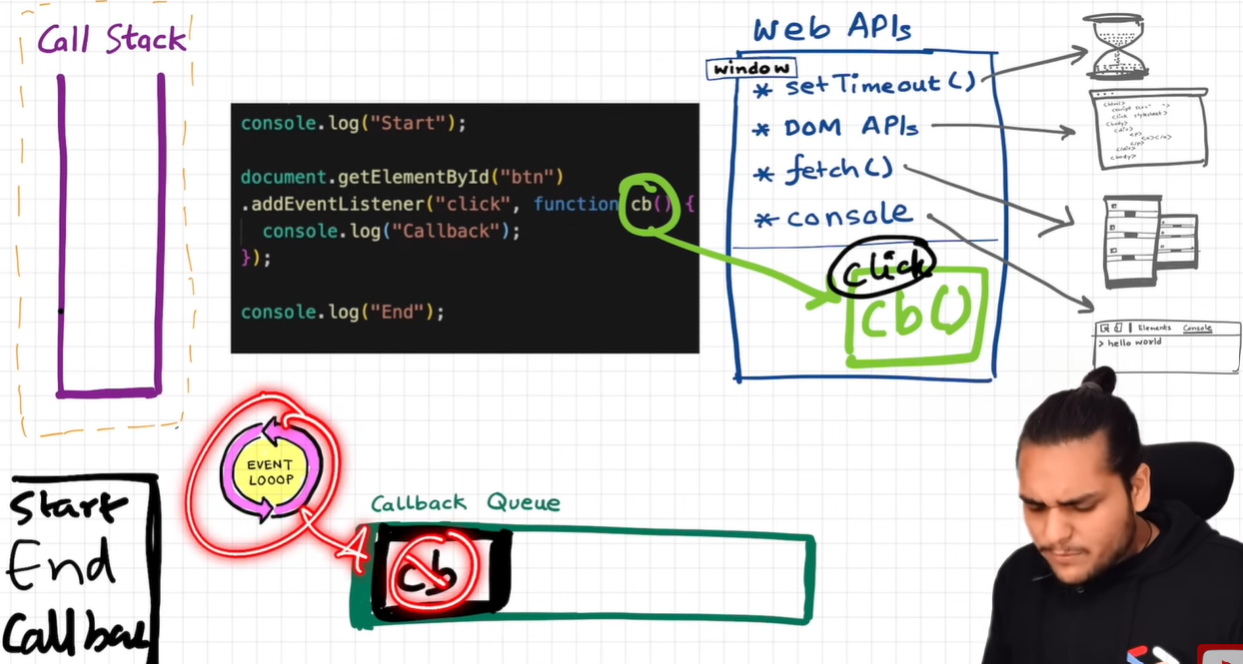 Call Stack
Web APIs
window
* setTimeout()
* DOM APIs
* fetch()
* console
console.log("Start");
document.getElementById("btn")
.addEventListener("click", function cb() {
console.log("Callback");
});
console.log("End");
click
cb()
Elements Console
> hello world
EVENT
LOOOP
Callback Queue
cb
Start
End
Callbac